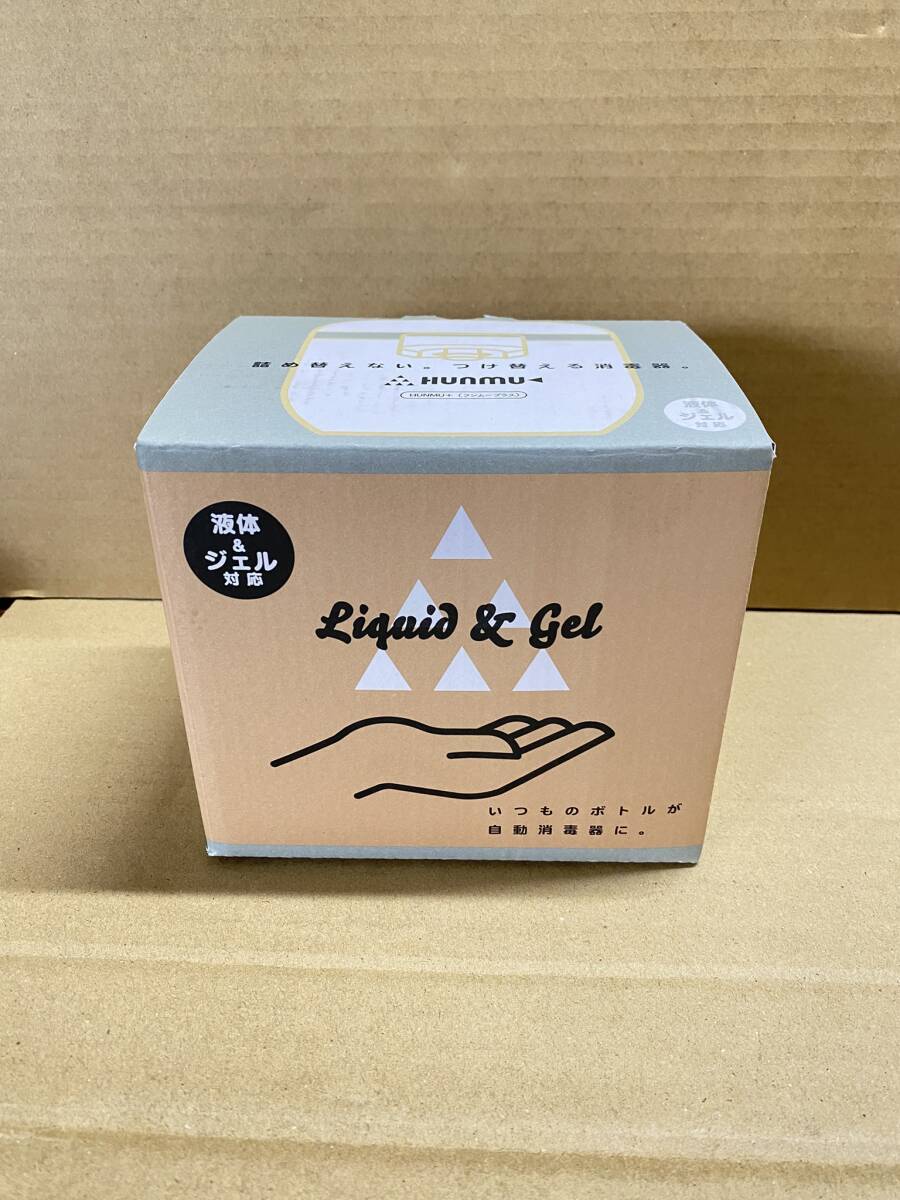 詰め替えない。つけ替える消毒器。
HUNMU
HUNMU+（フンムープラス）
液体
&
ジェル
対応
液体
&
ジェル
対応
Liquid & Gel
いつものボトルが
自動消毒器に。